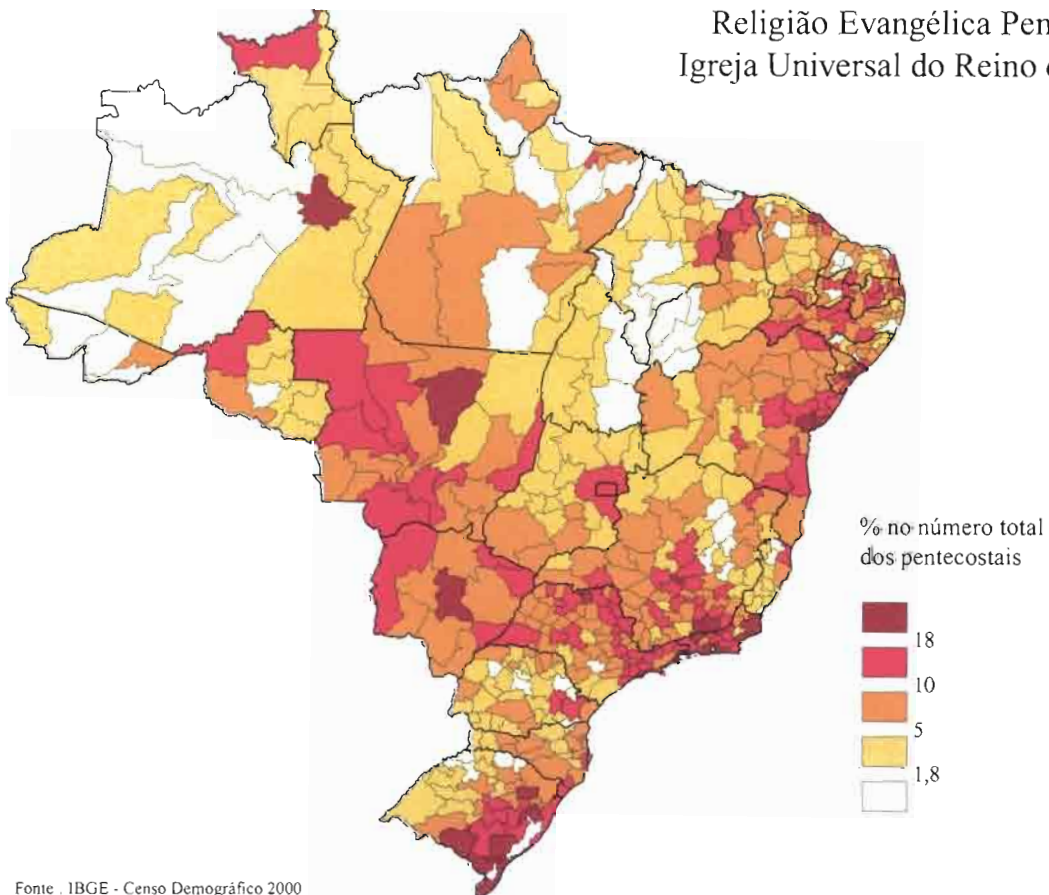 Religião Evangélica Pen
Igreja Universal do Reino
% no número total
dos pentecostais
18
10
5
1,8
Fonte . IBGE - Censo Demográfico 2000